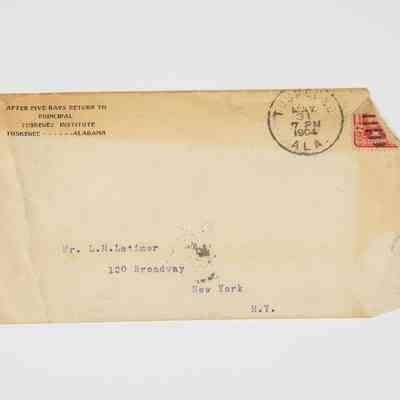 AFTER FIVE DAYS RETURN TO
PRINCIPAL
TUSKEGEE INSTITUTE
TUSKEGEE - - - - - - ALABAMA
TUSKEGEE
MAY
31
7 PM
1904
ALA.
Mr. L.H.Latimer
120 Broadway
New York
N.Y.